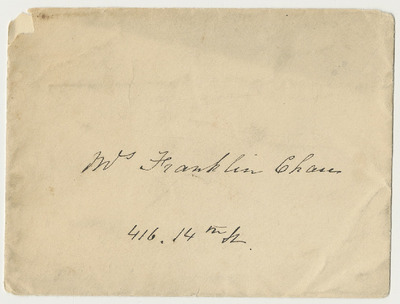 Mrs Franklin Chase
416. 14th St.